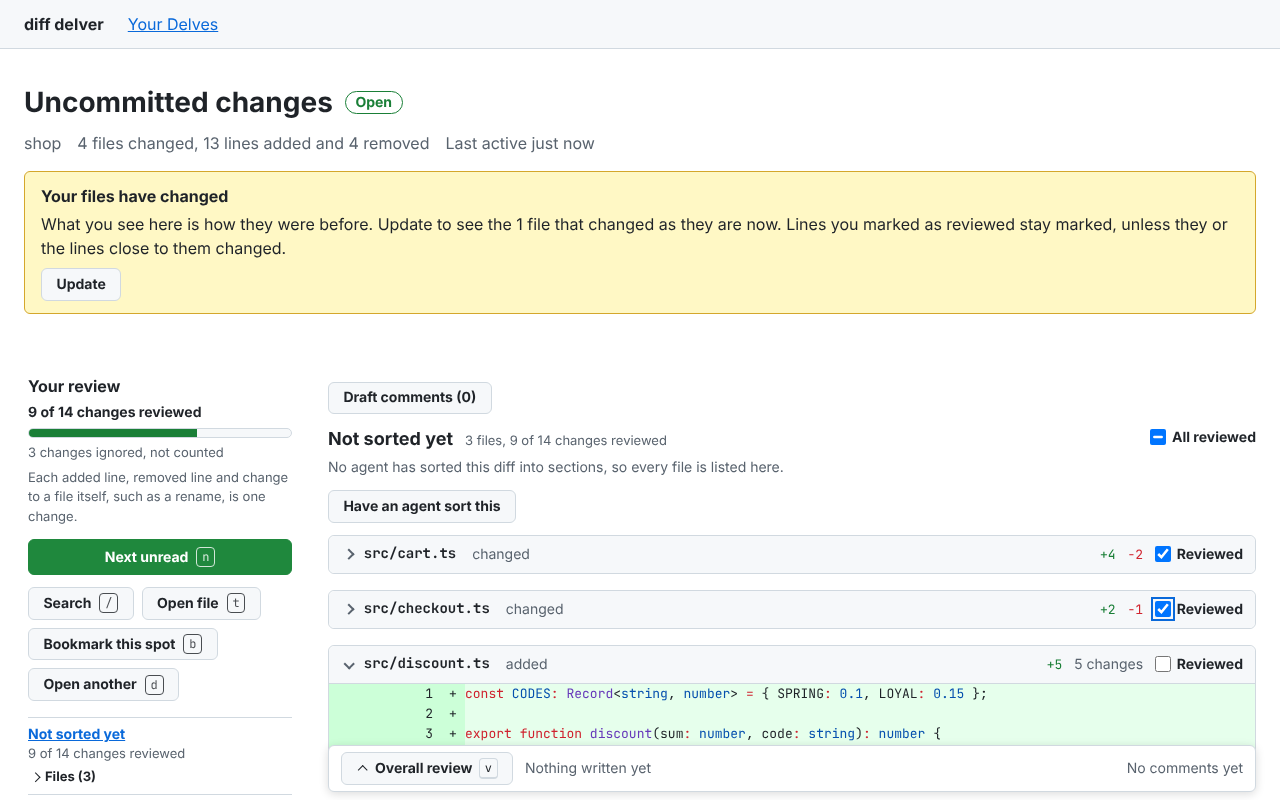 diff delver Your Delves
Uncommitted changes Open
shop 4 files changed, 13 lines added and 4 removed Last active just now
Your files have changed
What you see here is how they were before. Update to see the 1 file that changed as they are now. Lines you marked as reviewed stay marked, unless they or
the lines close to them changed.
Update
Your review
9 of 14 changes reviewed
3 changes ignored, not counted
Each added line, removed line and change
to a file itself, such as a rename, is one
change.
Next unread n
Search / Open file t
Bookmark this spot b
Open another d
Not sorted yet
9 of 14 changes reviewed
Files (3)
Draft comments (0)
Not sorted yet 3 files, 9 of 14 changes reviewed All reviewed
No agent has sorted this diff into sections, so every file is listed here.
Have an agent sort this
src/cart.ts changed +4 -2 Reviewed
src/checkout.ts changed +2 -1 Reviewed
src/discount.ts added +5 5 changes Reviewed
1 + const CODES: Record<string, number> = { SPRING: 0.1, LOYAL: 0.15 };
2 +
3 + export function discount(sum: number, code: string): number {
Overall review v Nothing written yet No comments yet